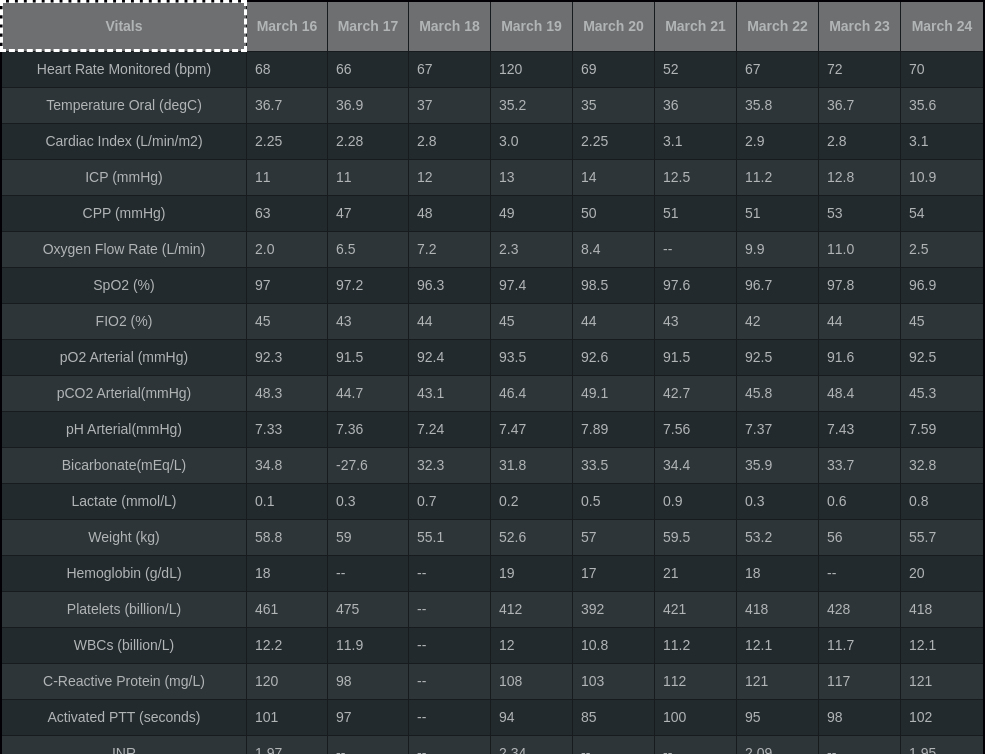 Vitals March 16 March 17 March 18 March 19 March 20 March 21 March 22 March 23 March 24
Heart Rate Monitored (bpm) 68 66 67 120 69 52 67 72 70
Temperature Oral (degC) 36.7 36.9 37 35.2 35 36 35.8 36.7 35.6
Cardiac Index (L/min/m2) 2.25 2.28 2.8 3.0 2.25 3.1 2.9 2.8 3.1
ICP (mmHg) 11 11 12 13 14 12.5 11.2 12.8 10.9
CPP (mmHg) 63 47 48 49 50 51 51 53 54
Oxygen Flow Rate (L/min) 2.0 6.5 7.2 2.3 8.4 -- 9.9 11.0 2.5
SpO2 (%) 97 97.2 96.3 97.4 98.5 97.6 96.7 97.8 96.9
FIO2 (%) 45 43 44 45 44 43 42 44 45
pO2 Arterial (mmHg) 92.3 91.5 92.4 93.5 92.6 91.5 92.5 91.6 92.5
pCO2 Arterial(mmHg) 48.3 44.7 43.1 46.4 49.1 42.7 45.8 48.4 45.3
pH Arterial(mmHg) 7.33 7.36 7.24 7.47 7.89 7.56 7.37 7.43 7.59
Bicarbonate(mEq/L) 34.8 -27.6 32.3 31.8 33.5 34.4 35.9 33.7 32.8
Lactate (mmol/L) 0.1 0.3 0.7 0.2 0.5 0.9 0.3 0.6 0.8
Weight (kg) 58.8 59 55.1 52.6 57 59.5 53.2 56 55.7
Hemoglobin (g/dL) 18 -- -- 19 17 21 18 -- 20
Platelets (billion/L) 461 475 -- 412 392 421 418 428 418
WBCs (billion/L) 12.2 11.9 -- 12 10.8 11.2 12.1 11.7 12.1
C-Reactive Protein (mg/L) 120 98 -- 108 103 112 121 117 121
Activated PTT (seconds) 101 97 -- 94 85 100 95 98 102
INR 1.97 -- -- 2.34 -- -- 2.09 -- 1.95